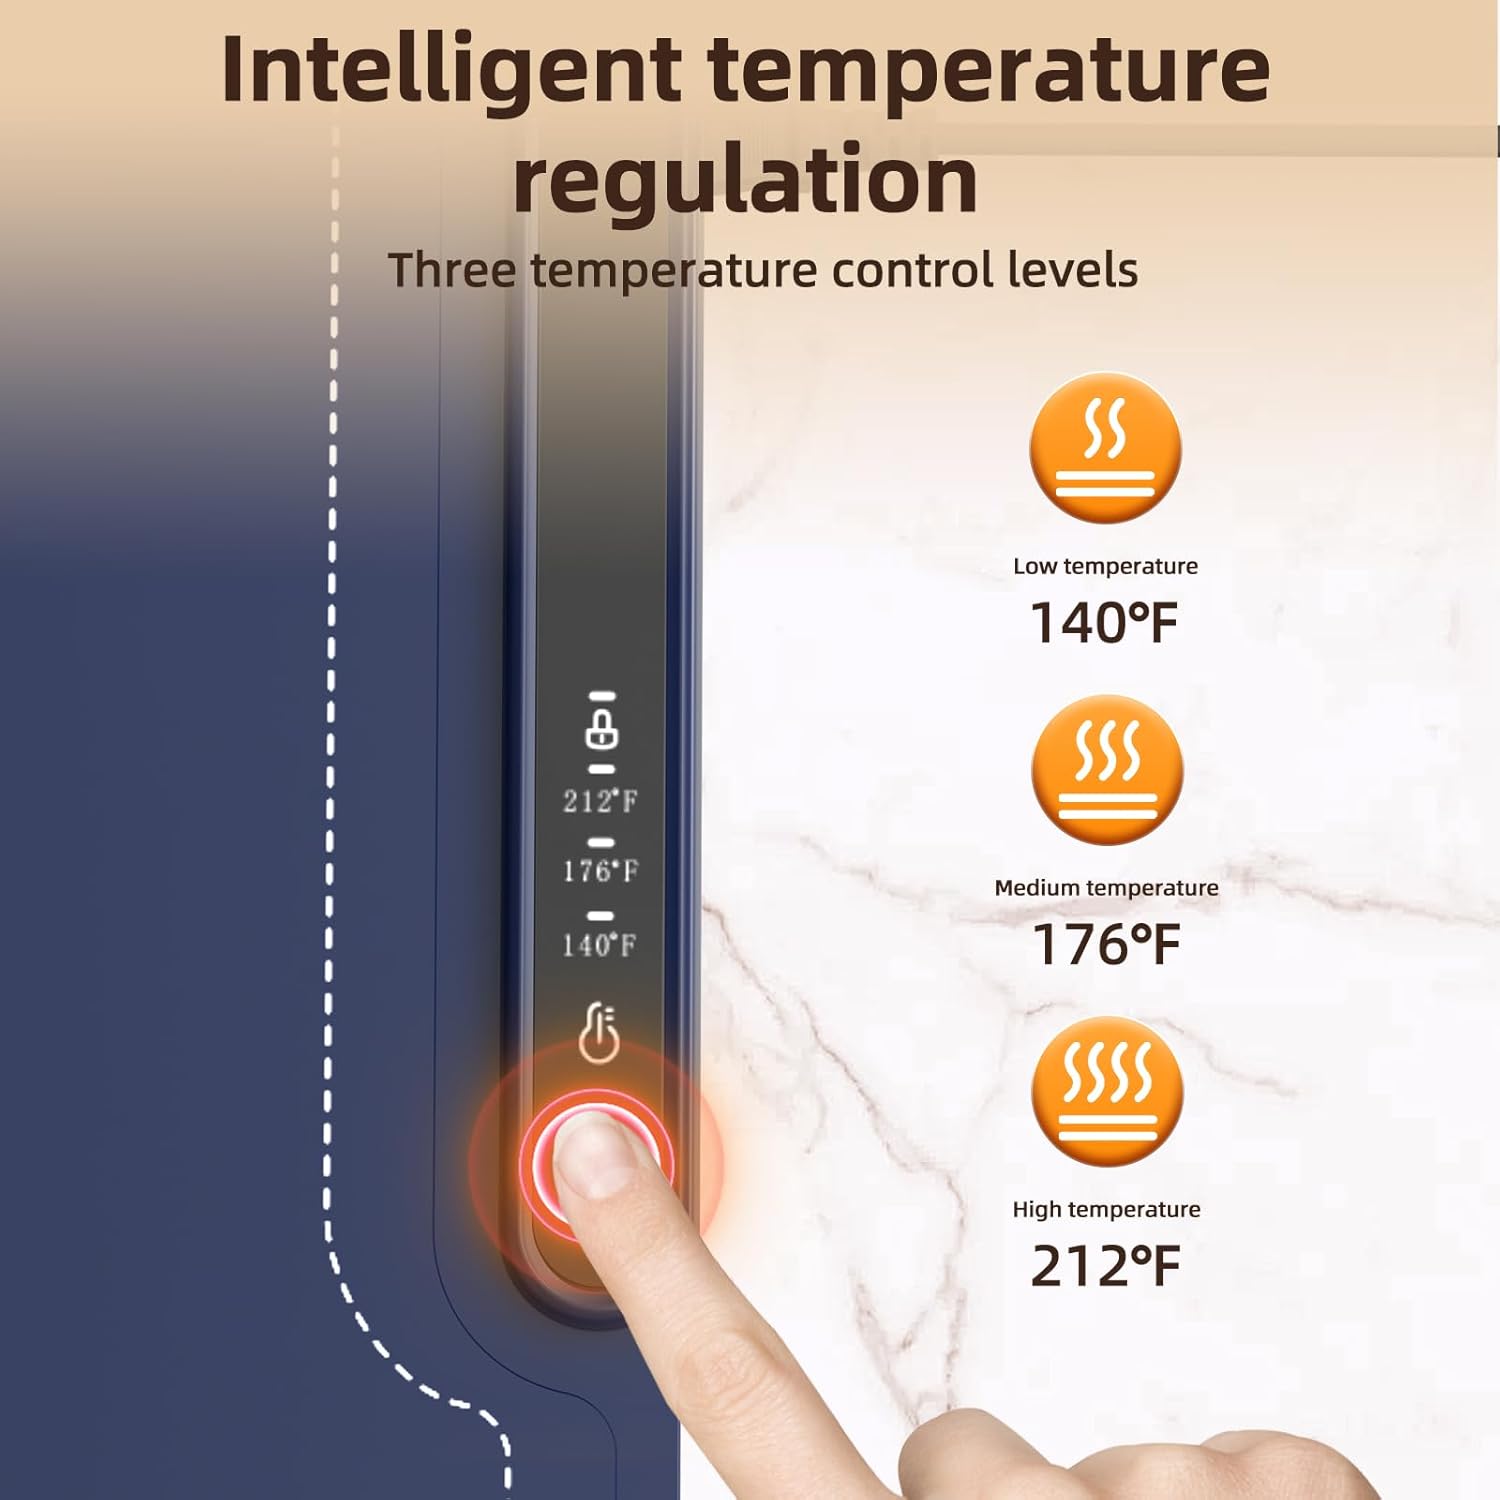 Intelligent temperature
regulation
Three temperature control levels
Low temperature
140°F
Medium temperature
176°F
High temperature
212°F
212°F
176°F
140°F